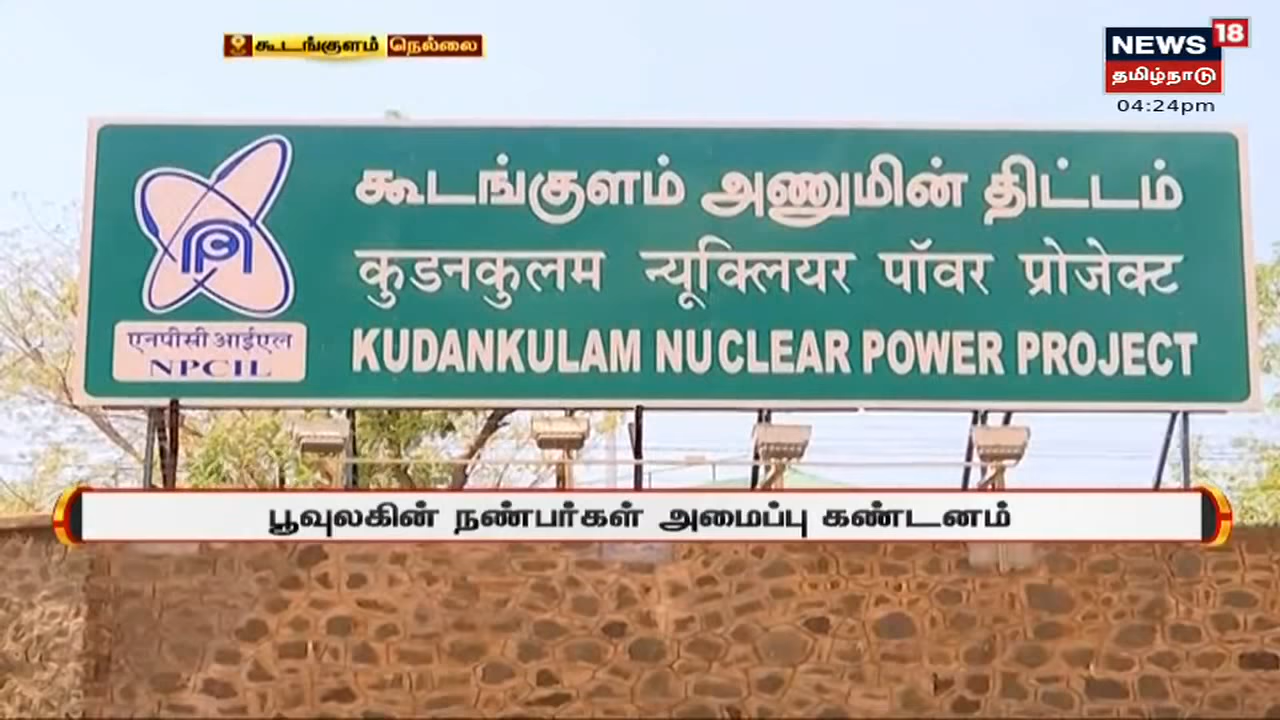 கூடங்குளம் நெல்லை
NEWS 18
தமிழ்நாடு
04:24pm
கூடங்குளம் அணுமின் திட்டம்
कुडनकुलम न्यूक्लियर पॉवर प्रोजेक्ट
KUDANKULAM NUCLEAR POWER PROJECT
NPC
एनपीसीआईएल
NPCIL
பூவுலகின் நண்பர்கள் அமைப்பு கண்டனம்